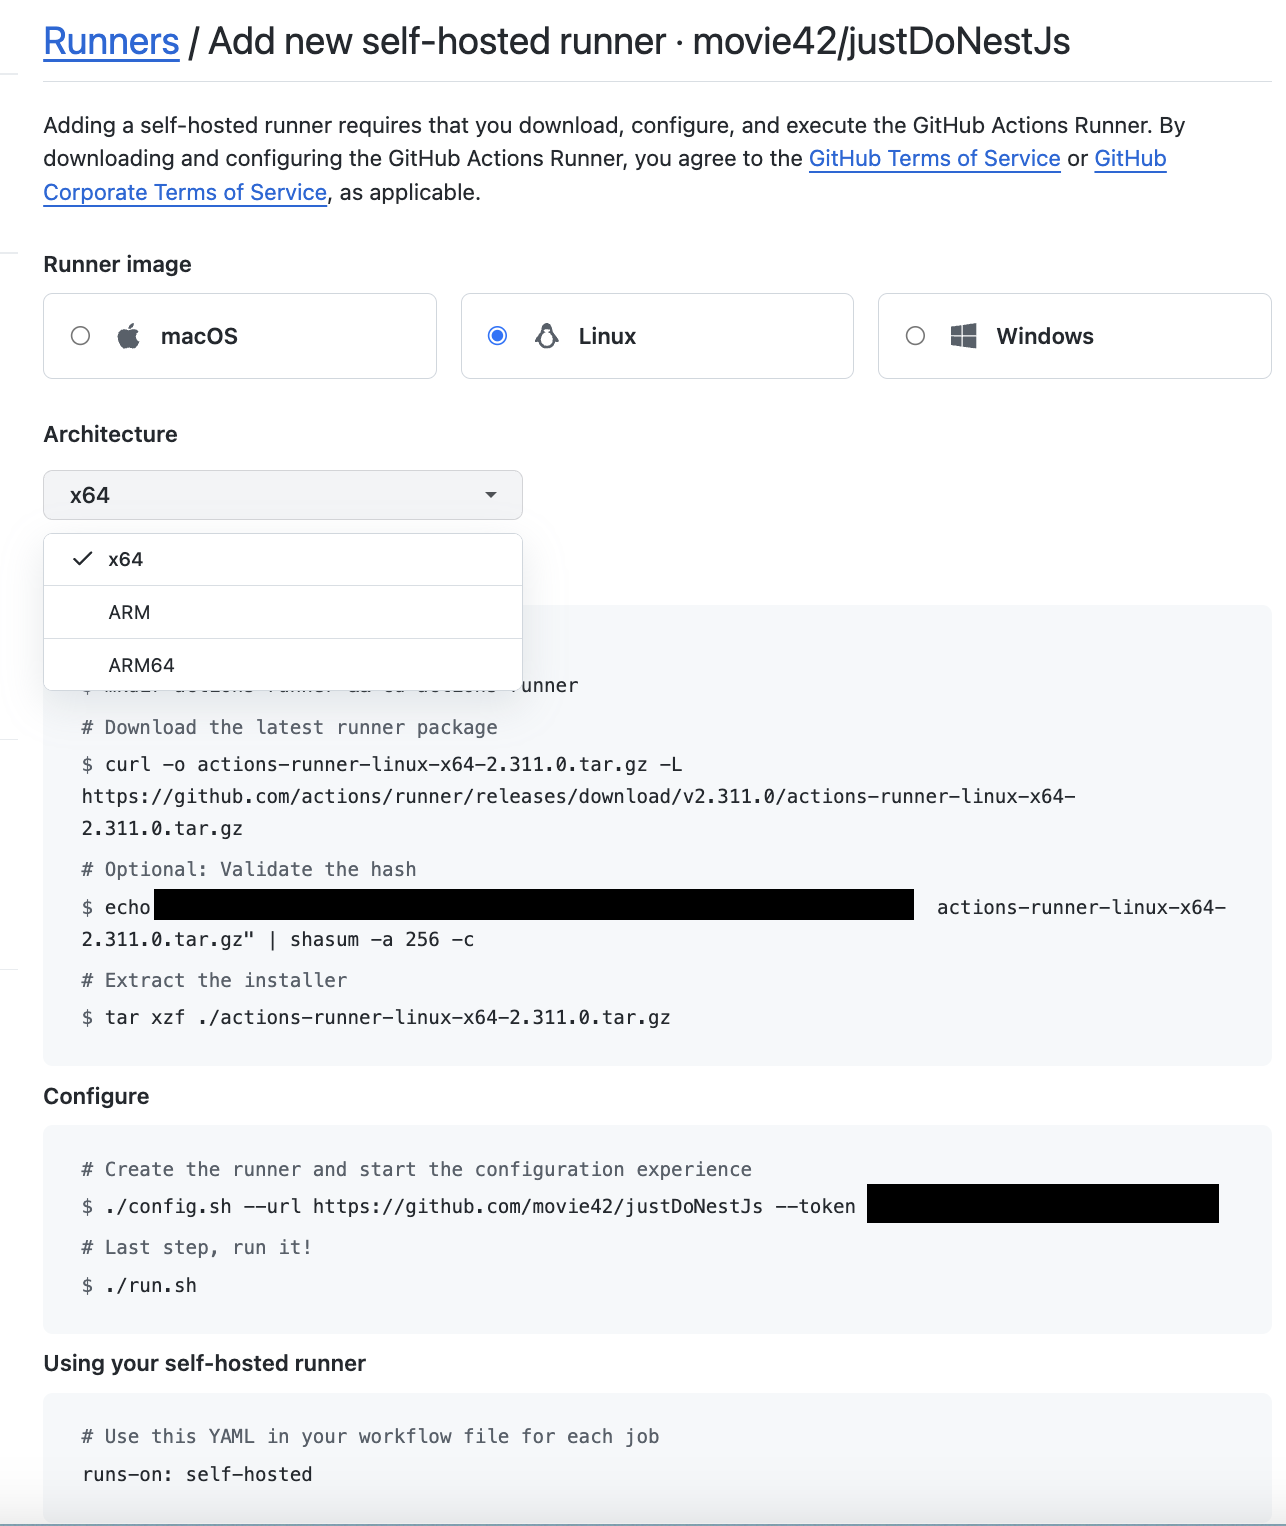 Runners / Add new self-hosted runner · movie42/justDoNestJs
Adding a self-hosted runner requires that you download, configure, and execute the GitHub Actions Runner. By
downloading and configuring the GitHub Actions Runner, you agree to the GitHub Terms of Service or GitHub
Corporate Terms of Service, as applicable.
Runner image
macOS
Linux
Windows
Architecture
x64
x64
ARM
ARM64
$ mkdir actions-runner && cd actions-runner
# Download the latest runner package
$ curl -o actions-runner-linux-x64-2.311.0.tar.gz -L
https://github.com/actions/runner/releases/download/v2.311.0/actions-runner-linux-x64-
2.311.0.tar.gz
# Optional: Validate the hash
$ echo actions-runner-linux-x64-
2.311.0.tar.gz" | shasum -a 256 -c
# Extract the installer
$ tar xzf ./actions-runner-linux-x64-2.311.0.tar.gz
Configure
# Create the runner and start the configuration experience
$ ./config.sh --url https://github.com/movie42/justDoNestJs --token
# Last step, run it!
$ ./run.sh
Using your self-hosted runner
# Use this YAML in your workflow file for each job
runs-on: self-hosted